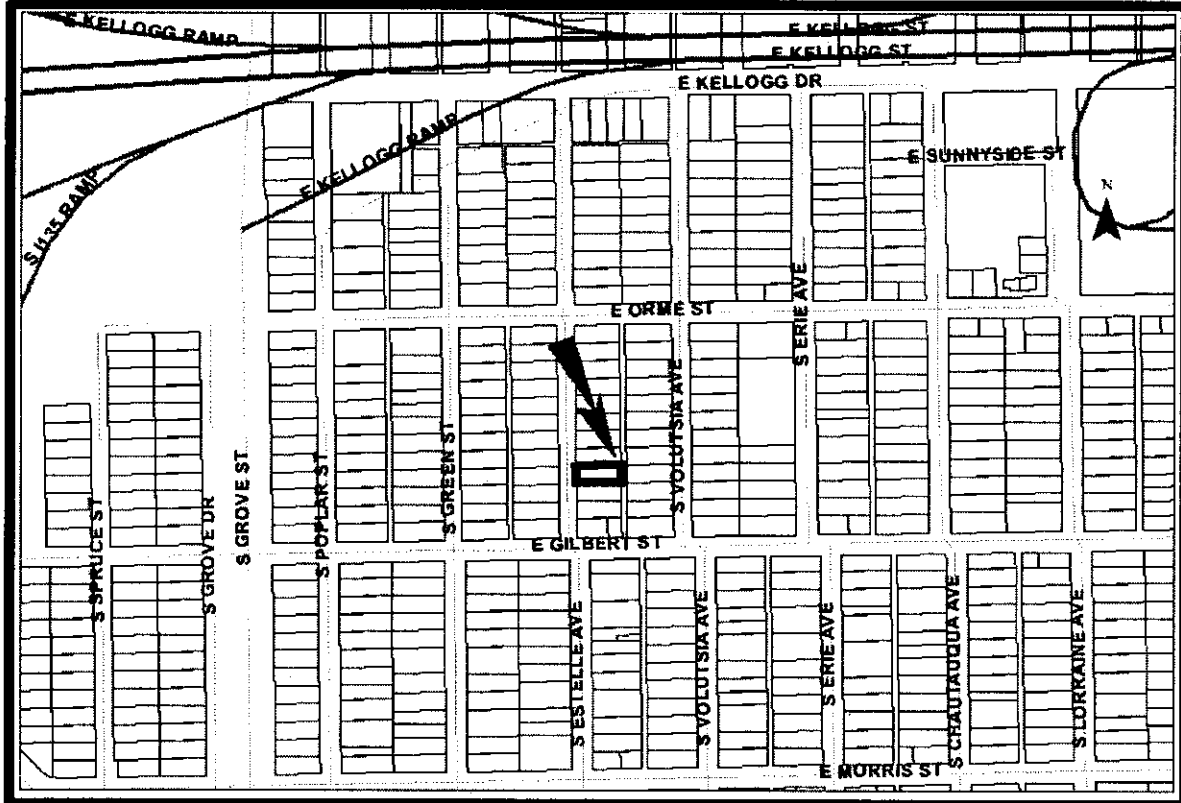 E KELLOGG RAMP
E KELLOGG ST
E KELLOGG ST
E KELLOGG DR
E KELLOGG RAMP
E SUNNYSIDE ST
S I135 RAMP
N
S ERIE AVE
E ORME ST
S VOLUTSIA AVE
S GREEN ST
S GROVE ST
S POPLAR ST
S SPRUCE ST
S GROVE DR
E GILBERT ST
S ESTELLE AVE
S VOLUTSIA AVE
S ERIE AVE
S CHAUTAUQUA AVE
S LORRAINE AVE
E MORRIS ST